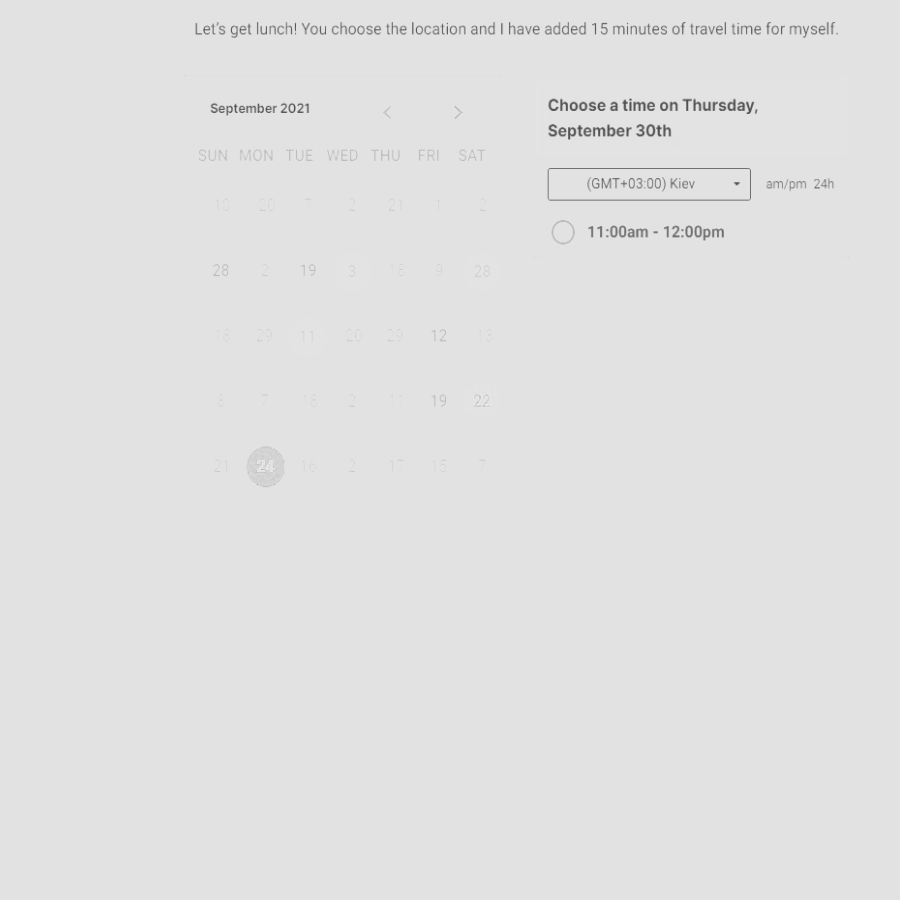 Let's get lunch! You choose the location and I have added 15 minutes of travel time for myself.
September 2021
SUN MON TUE WED THU FRI SAT
13 20 7 2 21 1 2
28 2 19 3 18 9 28
18 29 11 20 29 12 13
8 7 18 2 11 19 22
21 24 16 2 17 15 7
Choose a time on Thursday,
September 30th
(GMT+03:00) Kiev am/pm 24h
11:00am - 12:00pm